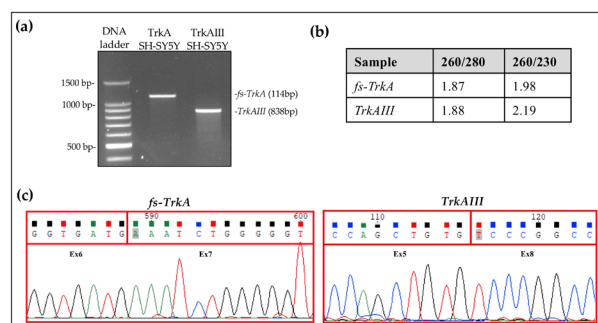 (a)
DNA ladder
TrkA SH-SY5Y
TrkAIII SH-SY5Y
1500 bp-
1000 bp-
500 bp-
-fs-TrkA (114bp)
-TrkAIII (838bp)
(b)
Sample 260/280 260/230
fs-TrkA 1.87 1.98
TrkAIII 1.88 2.19
(c)
fs-TrkA
590 600
G G T G A T G A A A T C T G G G G G T
Ex6 Ex7
TrkAIII
110 120
C C A G C T G T G T C C C G G C C
Ex5 Ex8